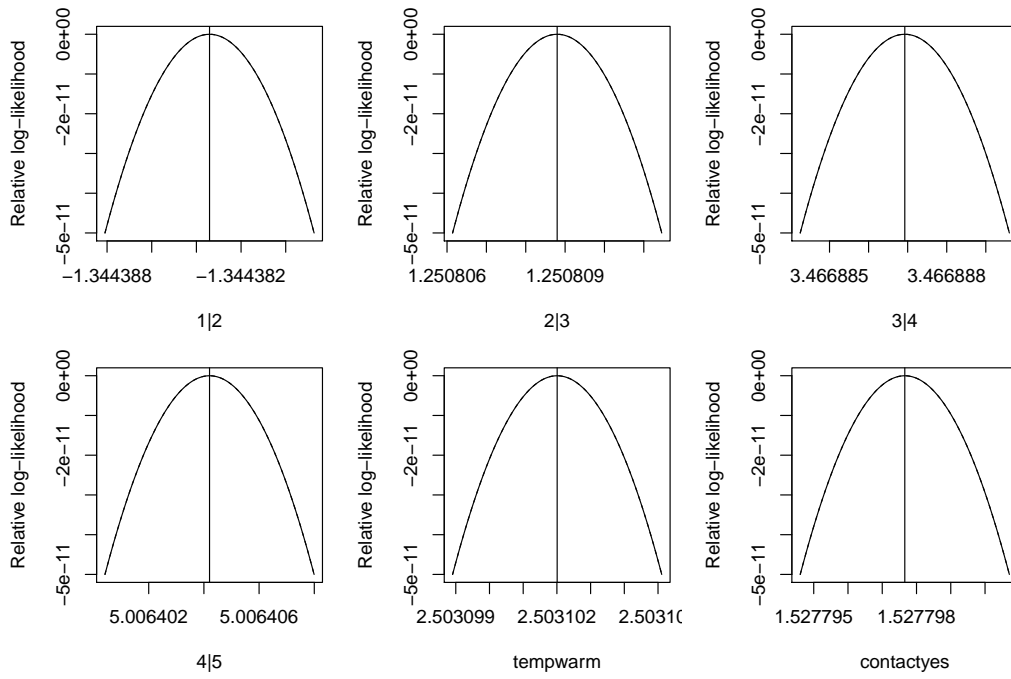 Relative log−likelihood
0e+00
−2e−11
−5e−11
−1.344388
−1.344382
1|2
Relative log−likelihood
0e+00
−2e−11
−5e−11
1.250806
1.250809
2|3
Relative log−likelihood
0e+00
−2e−11
−5e−11
3.466885
3.466888
3|4
Relative log−likelihood
0e+00
−2e−11
−5e−11
5.006402
5.006406
4|5
Relative log−likelihood
0e+00
−2e−11
−5e−11
2.503099
2.503102
tempwarm
Relative log−likelihood
0e+00
−2e−11
−5e−11
1.527795
1.527798
contactyes